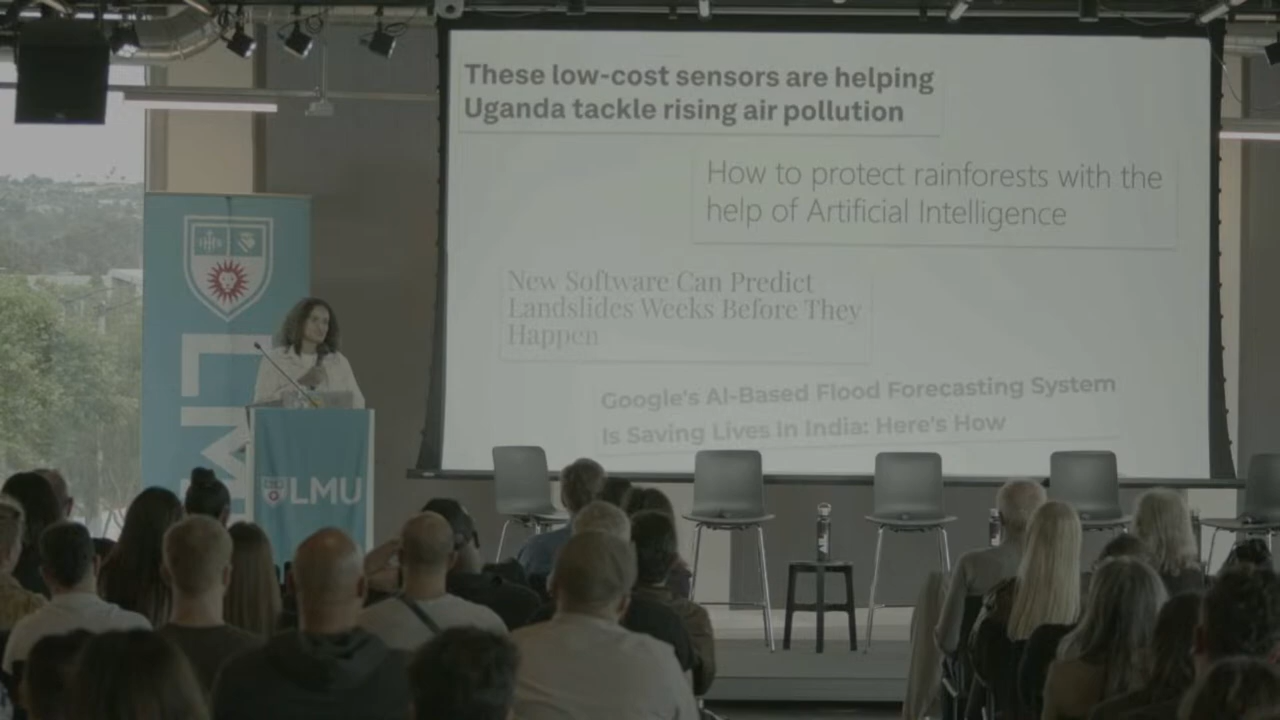 These low-cost sensors are helping
Uganda tackle rising air pollution
How to protect rainforests with the
help of Artificial Intelligence
New Software Can Predict
Landslides Weeks Before They
Happen
Google's AI-Based Flood Forecasting System
Is Saving Lives In India: Here's How
LMU
LMU